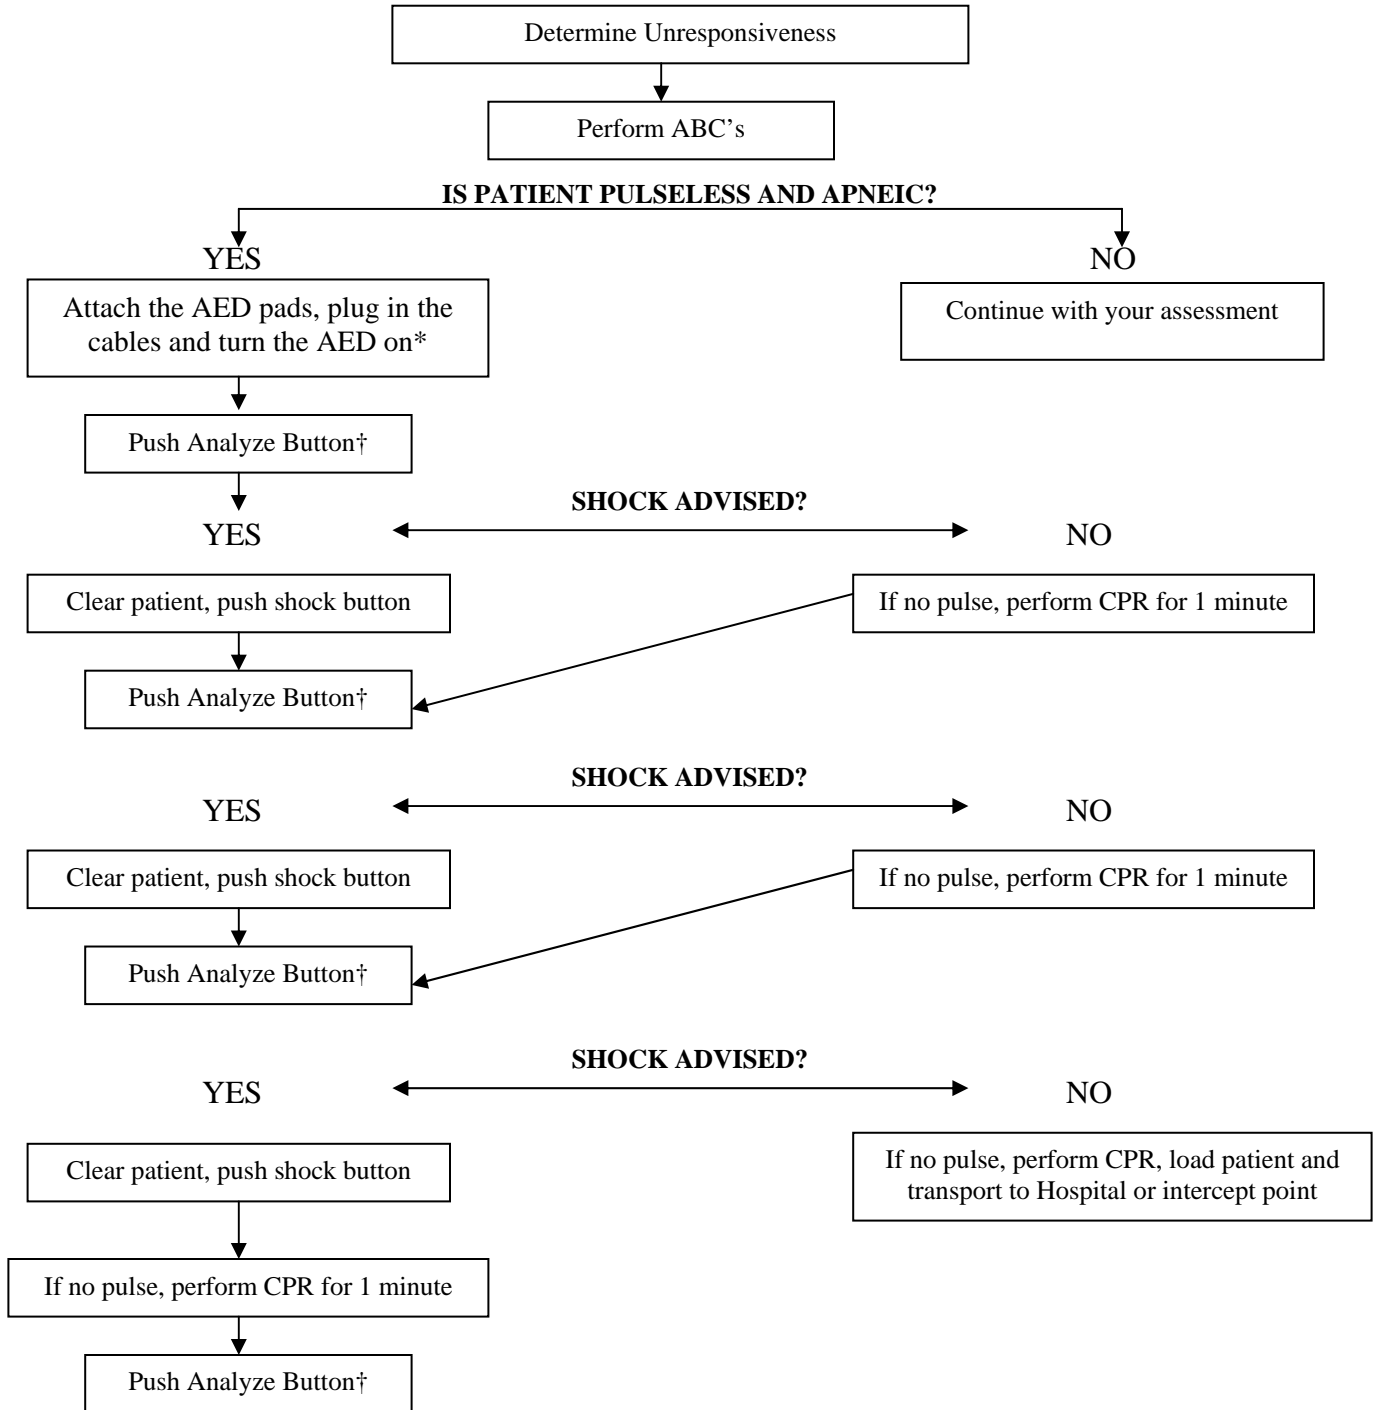 Determine Unresponsiveness
Perform ABC’s
IS PATIENT PULSELESS AND APNEIC?
YES
NO
Attach the AED pads, plug in the
cables and turn the AED on*
Continue with your assessment
Push Analyze Button†
SHOCK ADVISED?
YES
NO
Clear patient, push shock button
If no pulse, perform CPR for 1 minute
Push Analyze Button†
SHOCK ADVISED?
YES
NO
Clear patient, push shock button
If no pulse, perform CPR for 1 minute
Push Analyze Button†
SHOCK ADVISED?
YES
NO
Clear patient, push shock button
If no pulse, perform CPR, load patient and
transport to Hospital or intercept point
If no pulse, perform CPR for 1 minute
Push Analyze Button†